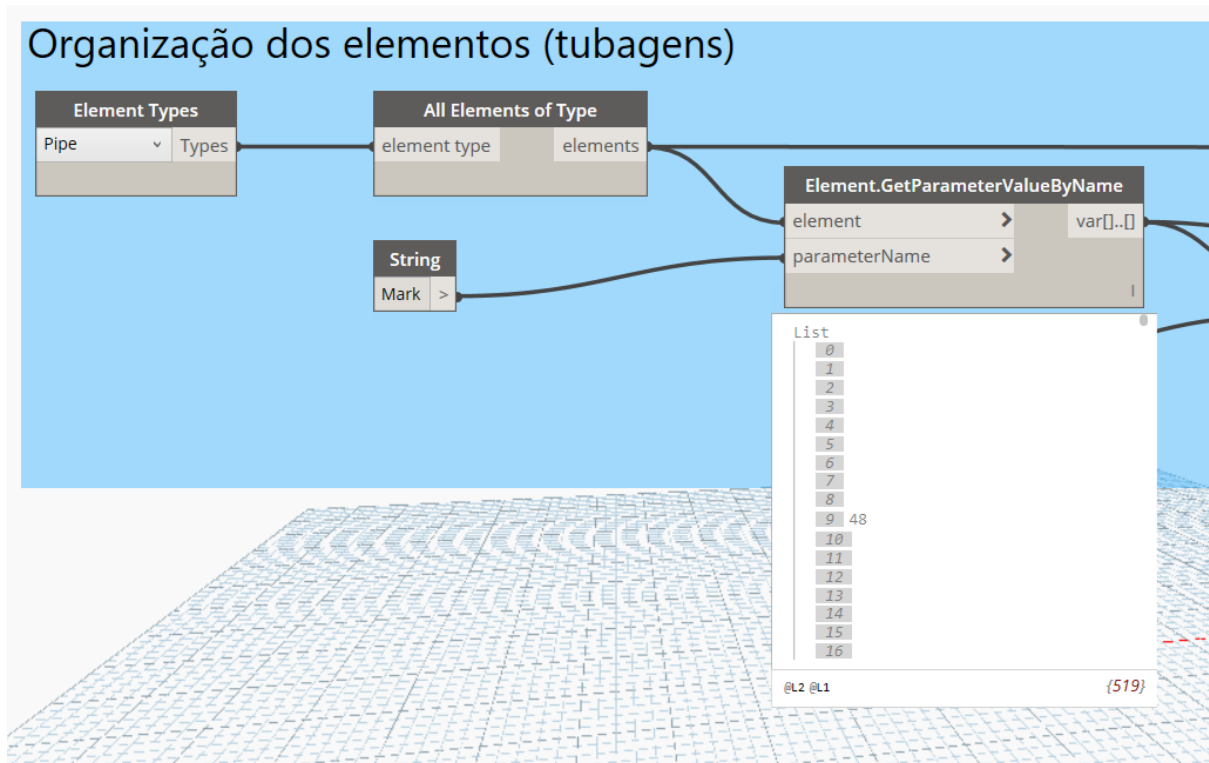 Organização dos elementos (tubagens)
Element Types
Pipe Types
All Elements of Type
element type elements
String
Mark >
Element.GetParameterValueByName
element > var[]..[]
parameterName >
l
List
0
1
2
3
4
5
6
7
8
9 48
10
11
12
13
14
15
16
@L2 @L1 {519}